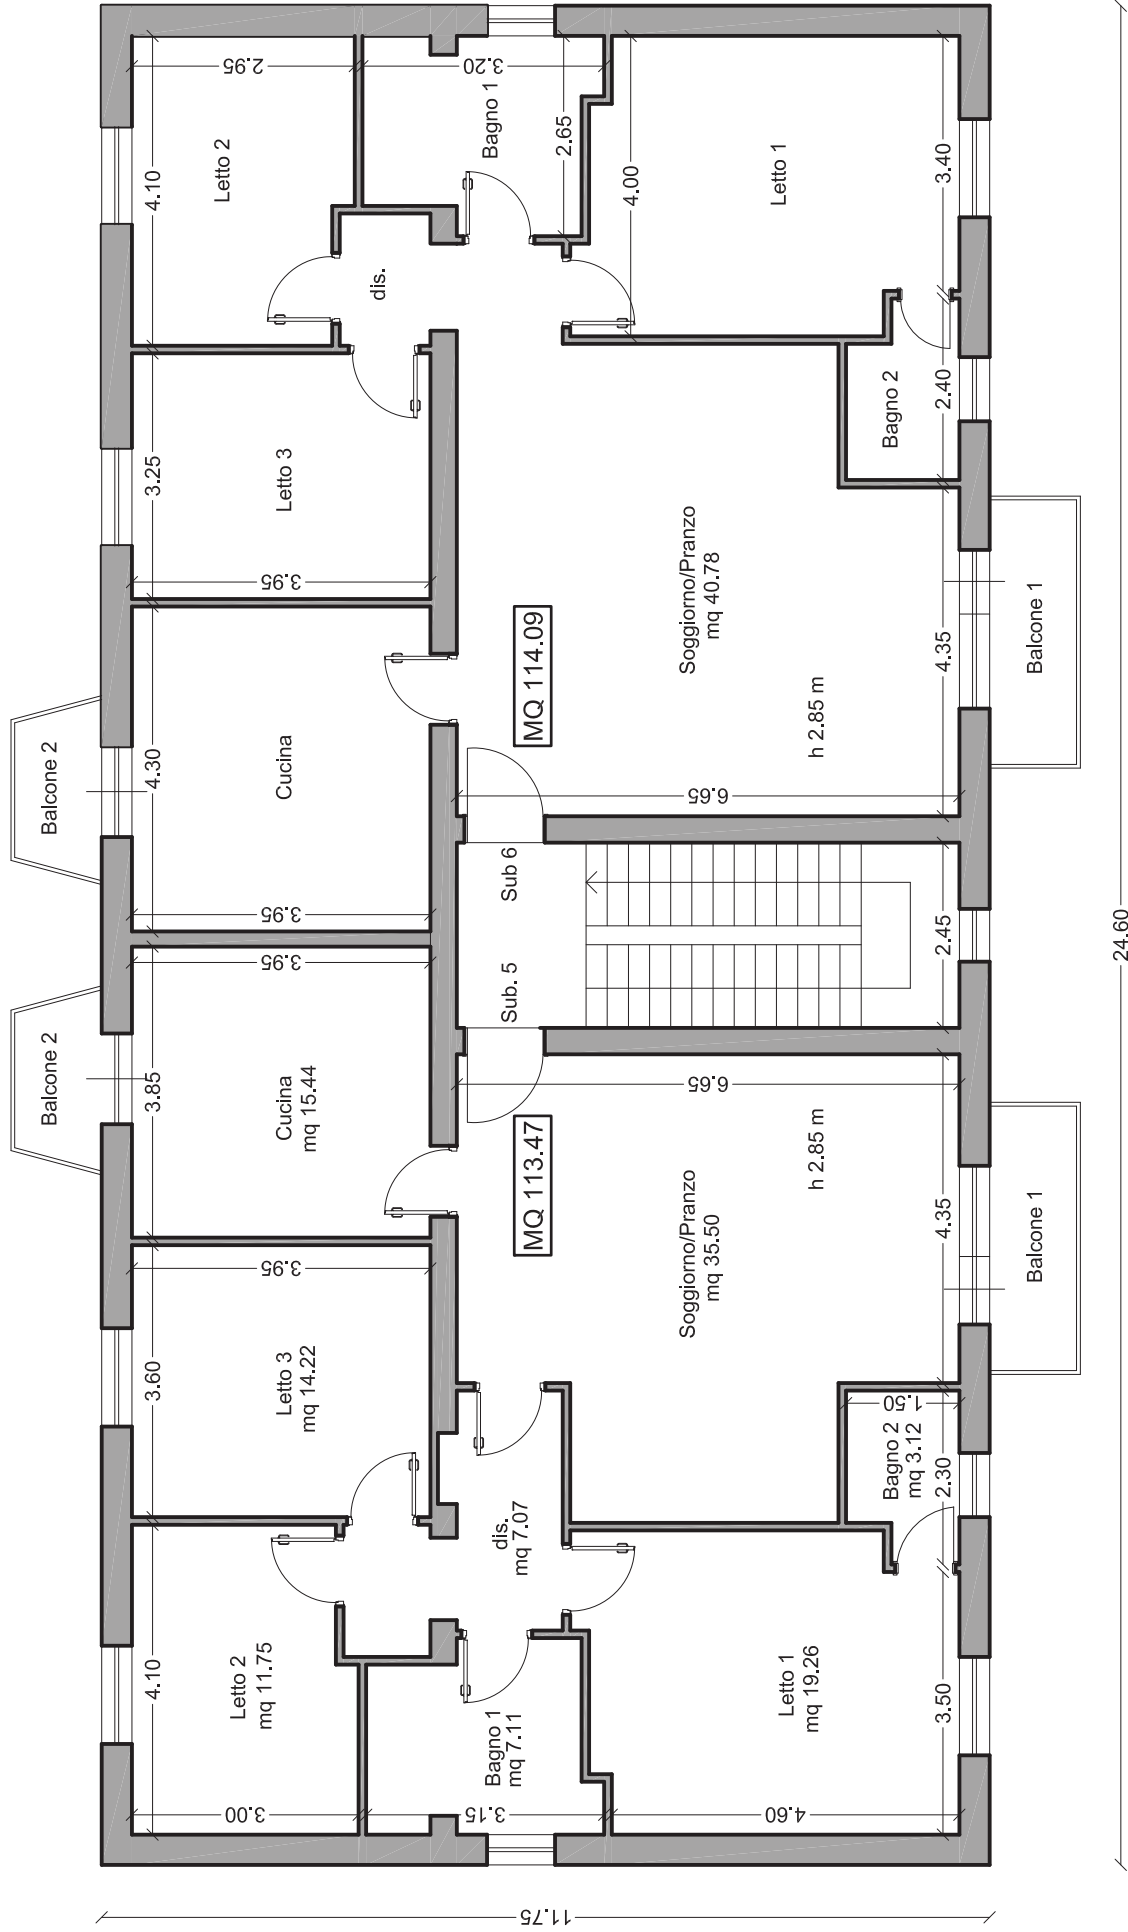 Balcone 2
Balcone 2
4.10
3.60
3.85
4.30
3.25
4.10
3.00
Letto 2
mq 11.75
Letto 3
mq 14.22
3.95
Cucina
mq 15.44
3.95
3.95
Cucina
3.95
Letto 3
Letto 2
2.95
dis.
Bagno 1
mq 7.11
3.15
dis.
mq 7.07
MQ 113.47
Sub. 5
Sub 6
MQ 114.09
Bagno 1
3.20
2.65
4.00
Letto 1
mq 19.26
4.60
Soggiorno/Pranzo
mq 35.50
6.65
h 2.85 m
6.65
h 2.85 m
Soggiorno/Pranzo
mq 40.78
Letto 1
Bagno 2
mq 3.12
1.50
Bagno 2
3.50
2.30
4.35
2.45
4.35
2.40
3.40
Balcone 1
Balcone 1
24.60
11.75